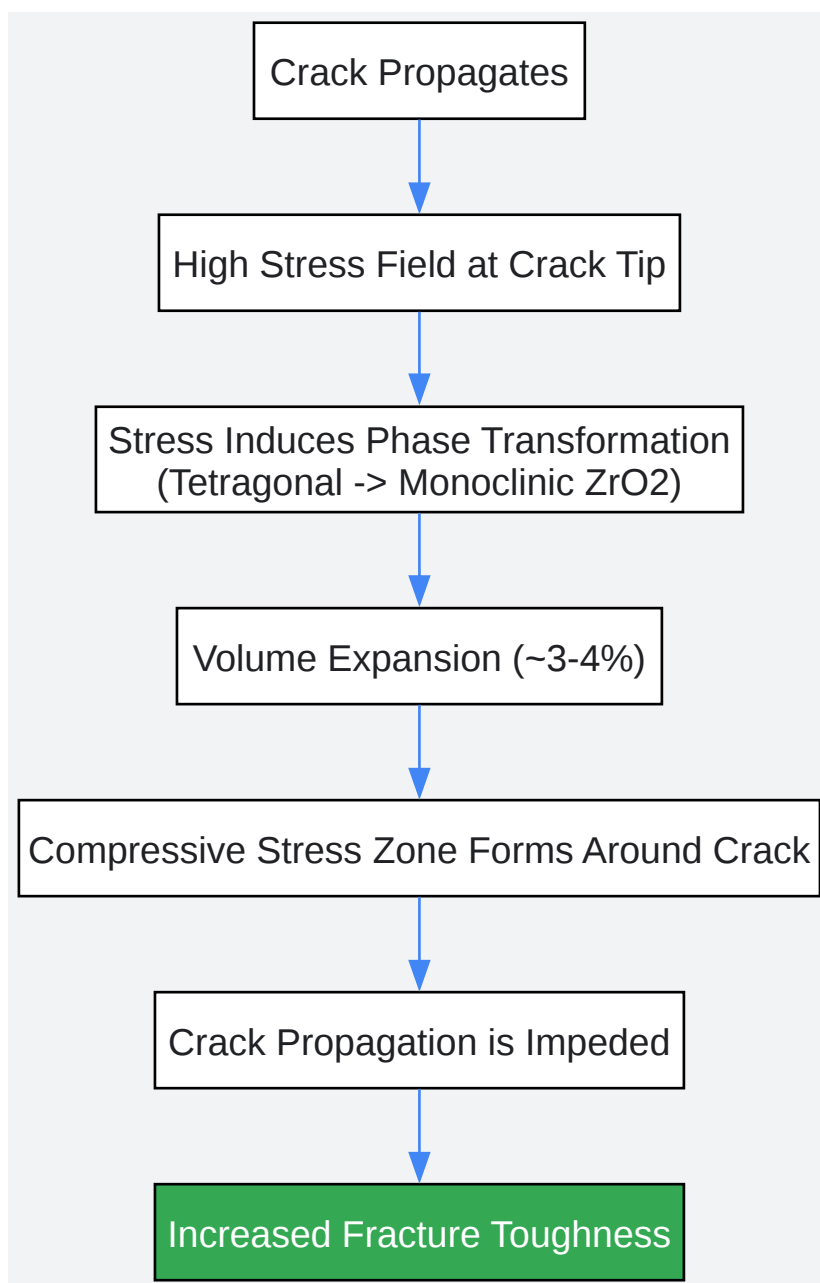 Crack Propagates
High Stress Field at Crack Tip
Stress Induces Phase Transformation
(Tetragonal -> Monoclinic ZrO2)
Volume Expansion (~3-4%)
Compressive Stress Zone Forms Around Crack
Crack Propagation is Impeded
Increased Fracture Toughness